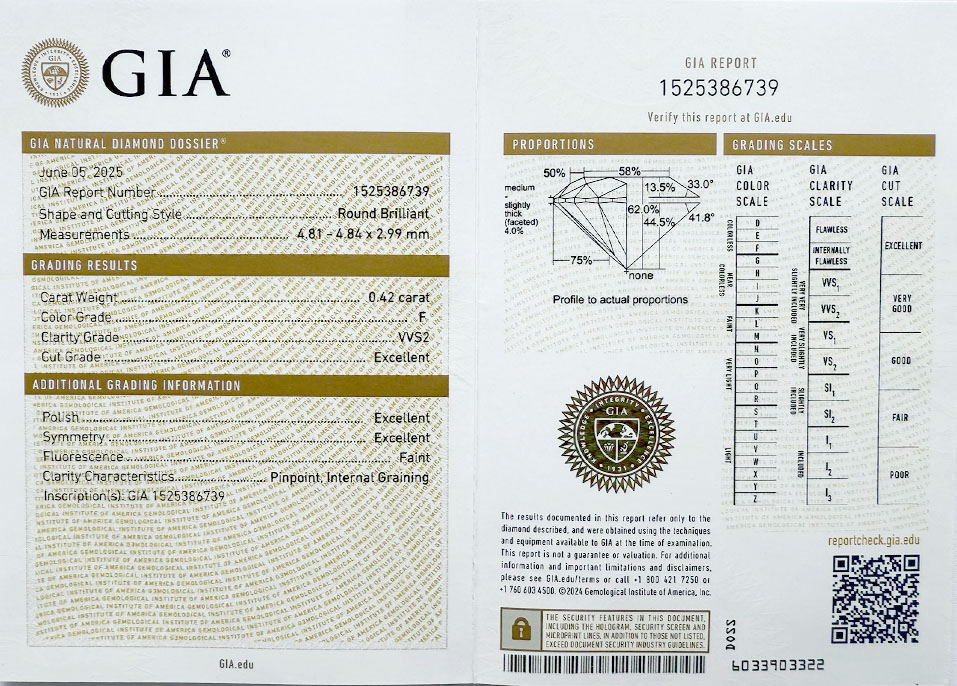 GIA®
GIA NATURAL DIAMOND DOSSIER®
June 05, 2025
GIA Report Number 1525386739
Shape and Cutting Style Round Brilliant
Measurements 4.81 - 4.84 x 2.99 mm
GRADING RESULTS
Carat Weight 0.42 carat
Color Grade F
Clarity Grade VVS2
Cut Grade Excellent
ADDITIONAL GRADING INFORMATION
Polish Excellent
Symmetry Excellent
Fluorescence Faint
Clarity Characteristics Pinpoint, Internal Graining
Inscription(s): GIA 1525386739
GIA.edu
GIA REPORT
1525386739
Verify this report at GIA.edu
PROPORTIONS
50%
58%
medium
-
slightly
thick
(faceted)
4.0%
13.5%
33.0°
62.0%
44.5%
41.8°
75%
none
Profile to actual proportions
KNOWLEDGE INTEGRITY EXCELLENCE
GIA
1931
The results documented in this report refer only to the
diamond described, and were obtained using the techniques
and equipment available to GIA at the time of examination.
This report is not a guarantee or valuation. For additional
information and important limitations and disclaimers,
please see GIA.edu/terms or call +1 800 421 7250 or
+1 760 603 4500. ©2024 Gemological Institute of America, Inc.
THE SECURITY FEATURES IN THIS DOCUMENT,
INCLUDING THE HOLOGRAM, SECURITY SCREEN AND
MICROPRINT LINES, IN ADDITION TO THOSE NOT LISTED,
EXCEED DOCUMENT SECURITY INDUSTRY GUIDELINES.
GRADING SCALES
GIA
COLOR
SCALE
COLORLESS
D
E
F
NEAR COLORLESS
G
H
I
J
FAINT
K
L
M
VERY LIGHT
N
O
P
Q
R
LIGHT
S
T
U
V
W
X
Y
Z
GIA
CLARITY
SCALE
FLAWLESS
INTERNALLY
FLAWLESS
VERY VERY
SLIGHTLY INCLUDED
VVS1
VVS2
VERY SLIGHTLY
INCLUDED
VS1
VS2
SLIGHTLY
INCLUDED
SI1
SI2
INCLUDED
I1
I2
I3
GIA
CUT
SCALE
EXCELLENT
VERY
GOOD
GOOD
FAIR
POOR
reportcheck.gia.edu
DOSS
6033903322